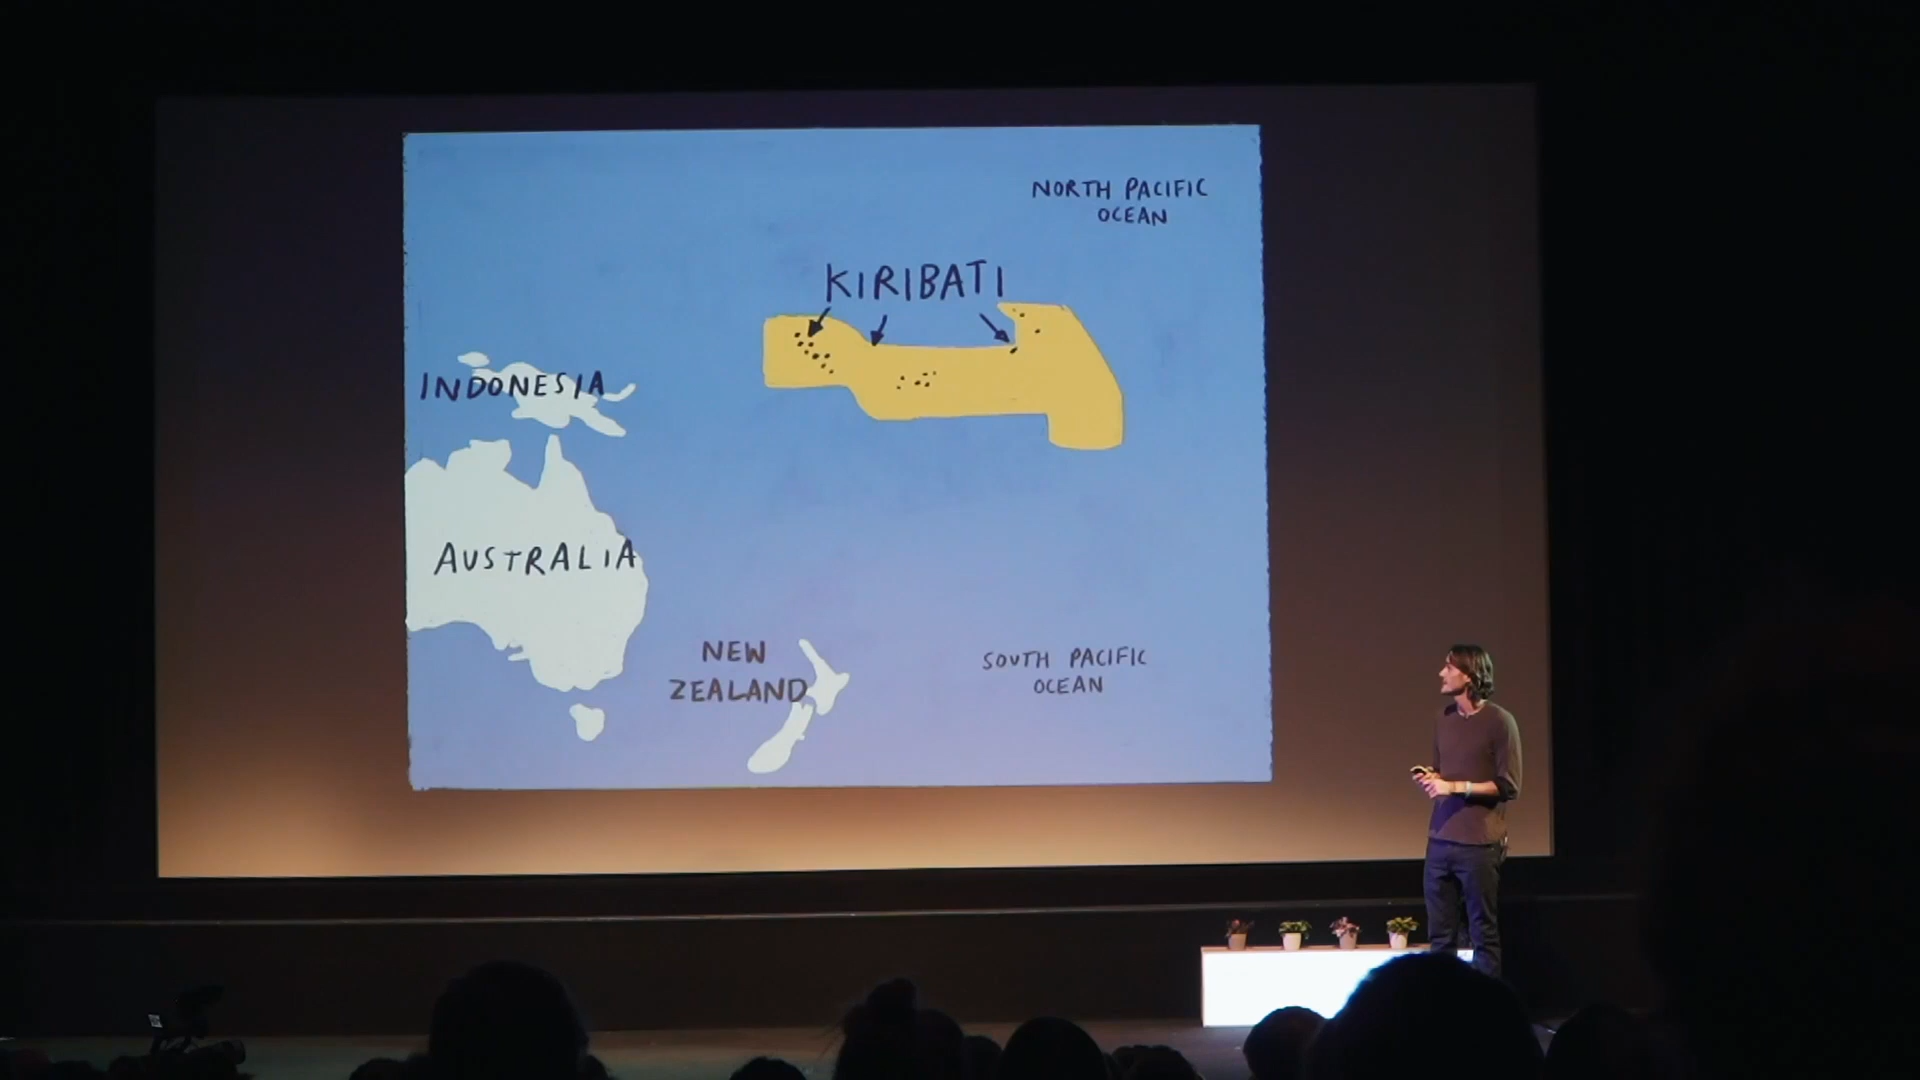 NORTH PACIFIC
OCEAN
KIRIBATI
INDONESIA
AUSTRALIA
NEW
ZEALAND
SOUTH PACIFIC
OCEAN